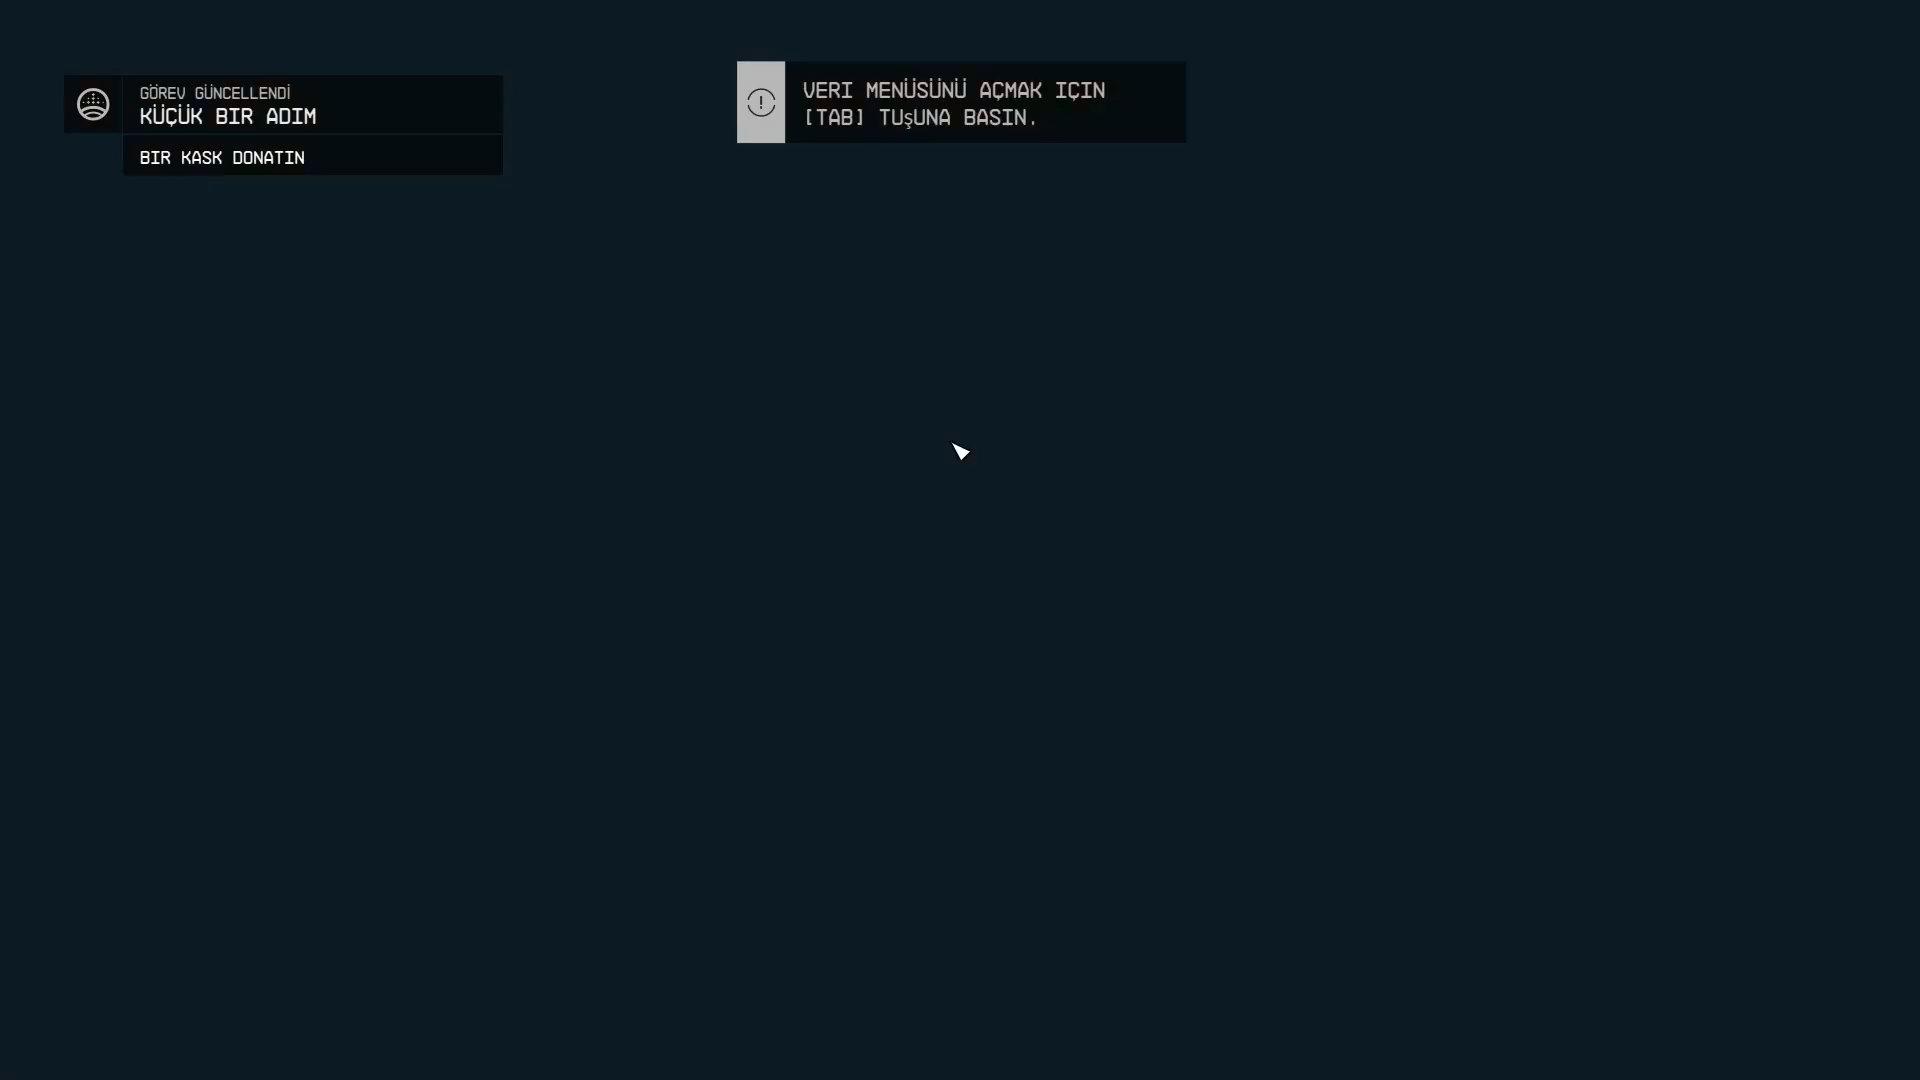 GÖREV GÜNCELLENDİ
KÜÇÜK BIR ADIM
BIR KASK DONATIN
VERI MENÜSÜNÜ AÇMAK IÇIN
[TAB] TUşUNA BASIN.